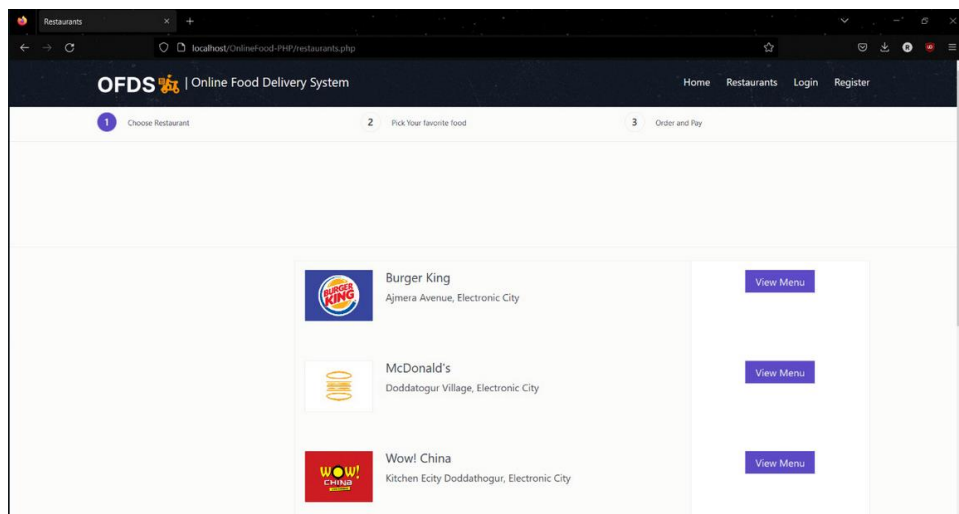 Restaurants
localhost/OnlineFood-PHP/restaurants.php
OFDS | Online Food Delivery System
Home Restaurants Login Register
1 Choose Restaurant 2 Pick Your favorite food 3 Order and Pay
BURGER KING
Burger King
Ajmera Avenue, Electronic City
View Menu
McDonald's
Doddatogur Village, Electronic City
View Menu
WOW!
CHINA
Wow! China
Kitchen Ecity Doddathogur, Electronic City
View Menu